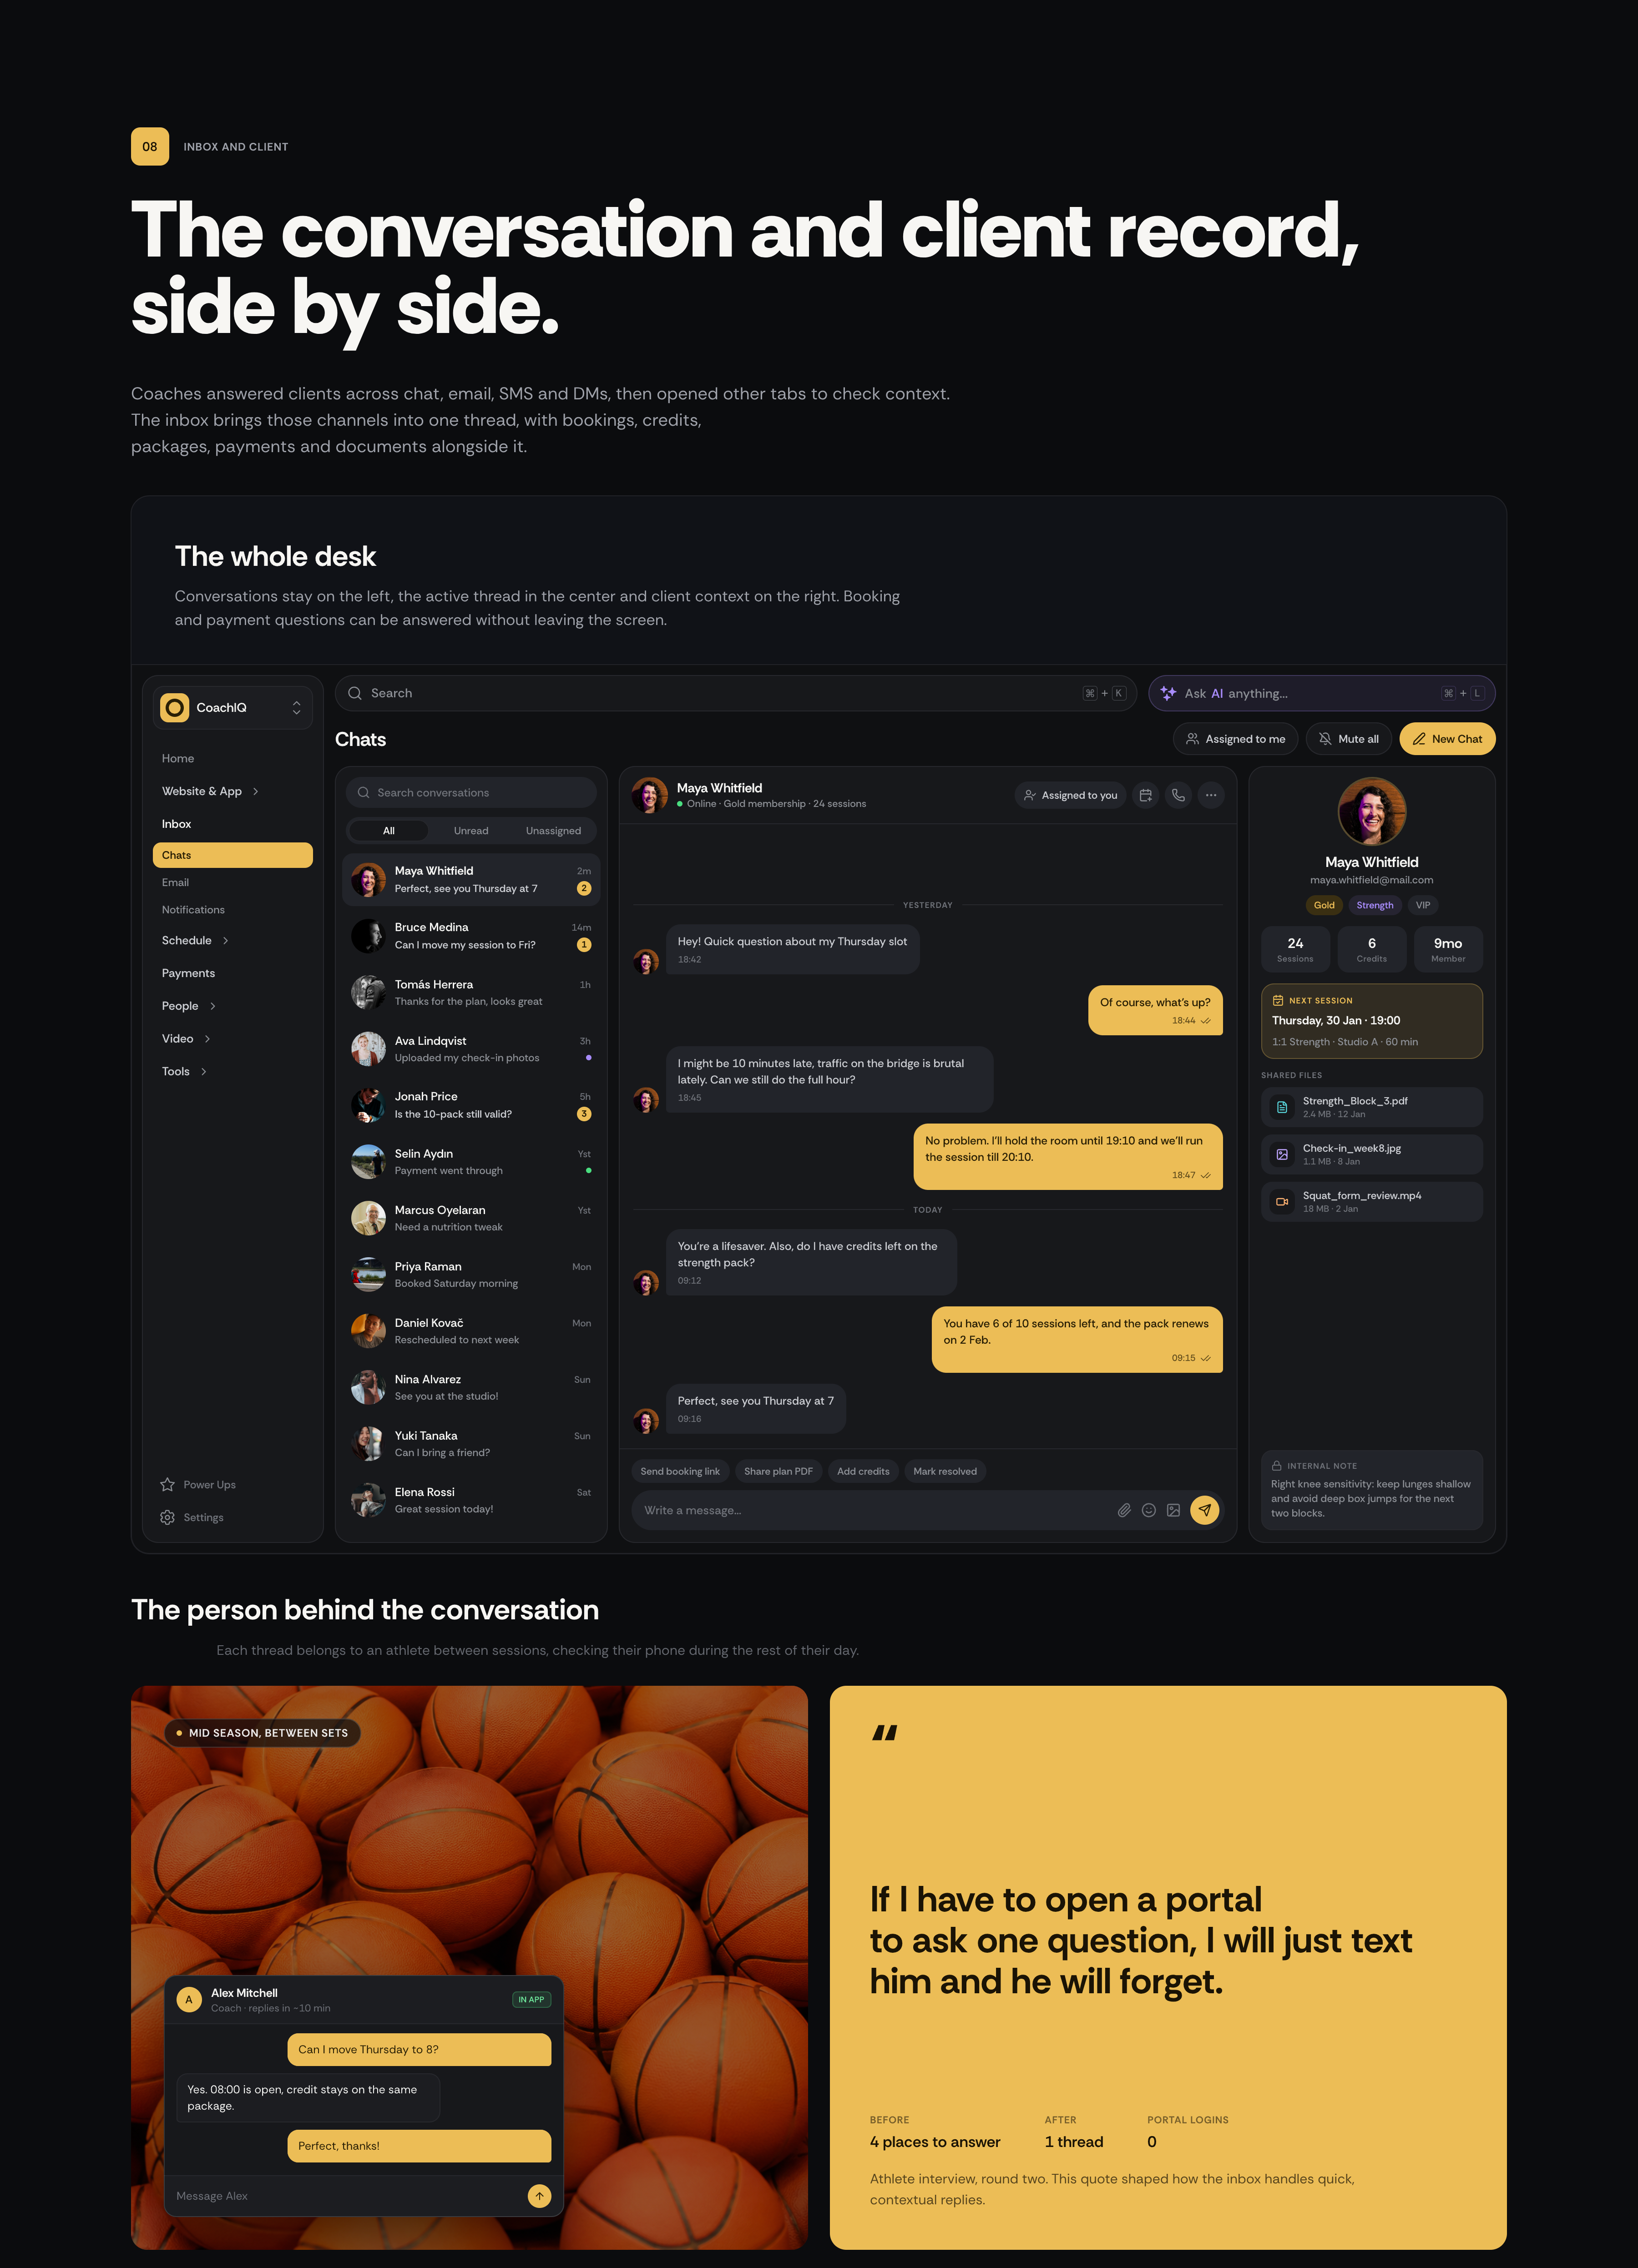 08
INBOX AND CLIENT
The conversation and client record,
side by side.
Coaches answered clients across chat, email, SMS and DMs, then opened other tabs to check context.
The inbox brings those channels into one thread, with bookings, credits,
packages, payments and documents alongside it.
The whole desk
Conversations stay on the left, the active thread in the center and client context on the right. Booking
and payment questions can be answered without leaving the screen.
CoachIQ
Home
Website & App
Inbox
Chats
Email
Notifications
Schedule
Payments
People
Video
Tools
Power Ups
Settings
Search
⌘ + K
Ask AI anything...
⌘ + L
Chats
Assigned to me
Mute all
New Chat
Search conversations
All
Unread
Unassigned
Maya Whitfield
2m
Perfect, see you Thursday at 7
2
Bruce Medina
14m
Can I move my session to Fri?
1
Tomás Herrera
1h
Thanks for the plan, looks great
Ava Lindqvist
3h
Uploaded my check-in photos
Jonah Price
5h
Is the 10-pack still valid?
3
Selin Aydın
Yst
Payment went through
Marcus Oyelaran
Yst
Need a nutrition tweak
Priya Raman
Mon
Booked Saturday morning
Daniel Kovač
Mon
Rescheduled to next week
Nina Alvarez
Sun
See you at the studio!
Yuki Tanaka
Sun
Can I bring a friend?
Elena Rossi
Sat
Great session today!
Maya Whitfield
Online · Gold membership · 24 sessions
Assigned to you
YESTERDAY
Hey! Quick question about my Thursday slot
18:42
Of course, what's up?
18:44
I might be 10 minutes late, traffic on the bridge is brutal
lately. Can we still do the full hour?
18:45
No problem. I'll hold the room until 19:10 and we'll run
the session till 20:10.
18:47
TODAY
You're a lifesaver. Also, do I have credits left on the
strength pack?
09:12
You have 6 of 10 sessions left, and the pack renews
on 2 Feb.
09:15
Perfect, see you Thursday at 7
09:16
Send booking link
Share plan PDF
Add credits
Mark resolved
Write a message...
Maya Whitfield
maya.whitfield@mail.com
Gold
Strength
VIP
24
Sessions
6
Credits
9mo
Member
NEXT SESSION
Thursday, 30 Jan · 19:00
1:1 Strength · Studio A · 60 min
SHARED FILES
Strength_Block_3.pdf
2.4 MB · 12 Jan
Check-in_week8.jpg
1.1 MB · 8 Jan
Squat_form_review.mp4
18 MB · 2 Jan
INTERNAL NOTE
Right knee sensitivity: keep lunges shallow
and avoid deep box jumps for the next
two blocks.
The person behind the conversation
Each thread belongs to an athlete between sessions, checking their phone during the rest of their day.
MID SEASON, BETWEEN SETS
A
Alex Mitchell
Coach · replies in ~10 min
IN APP
Can I move Thursday to 8?
Yes. 08:00 is open, credit stays on the same
package.
Perfect, thanks!
Message Alex
“
If I have to open a portal
to ask one question, I will just text
him and he will forget.
BEFORE
4 places to answer
AFTER
1 thread
PORTAL LOGINS
0
Athlete interview, round two. This quote shaped how the inbox handles quick,
contextual replies.